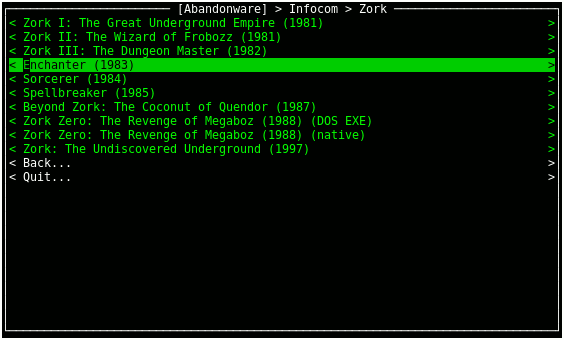 [Abandonware] > Infocom > Zork
< Zork I: The Great Underground Empire (1981) >
< Zork II: The Wizard of Frobozz (1981) >
< Zork III: The Dungeon Master (1982) >
< Enchanter (1983) >
< Sorcerer (1984) >
< Spellbreaker (1985) >
< Beyond Zork: The Coconut of Quendor (1987) >
< Zork Zero: The Revenge of Megaboz (1988) (DOS EXE) >
< Zork Zero: The Revenge of Megaboz (1988) (native) >
< Zork: The Undiscovered Underground (1997) >
< Back... >
< Quit... >